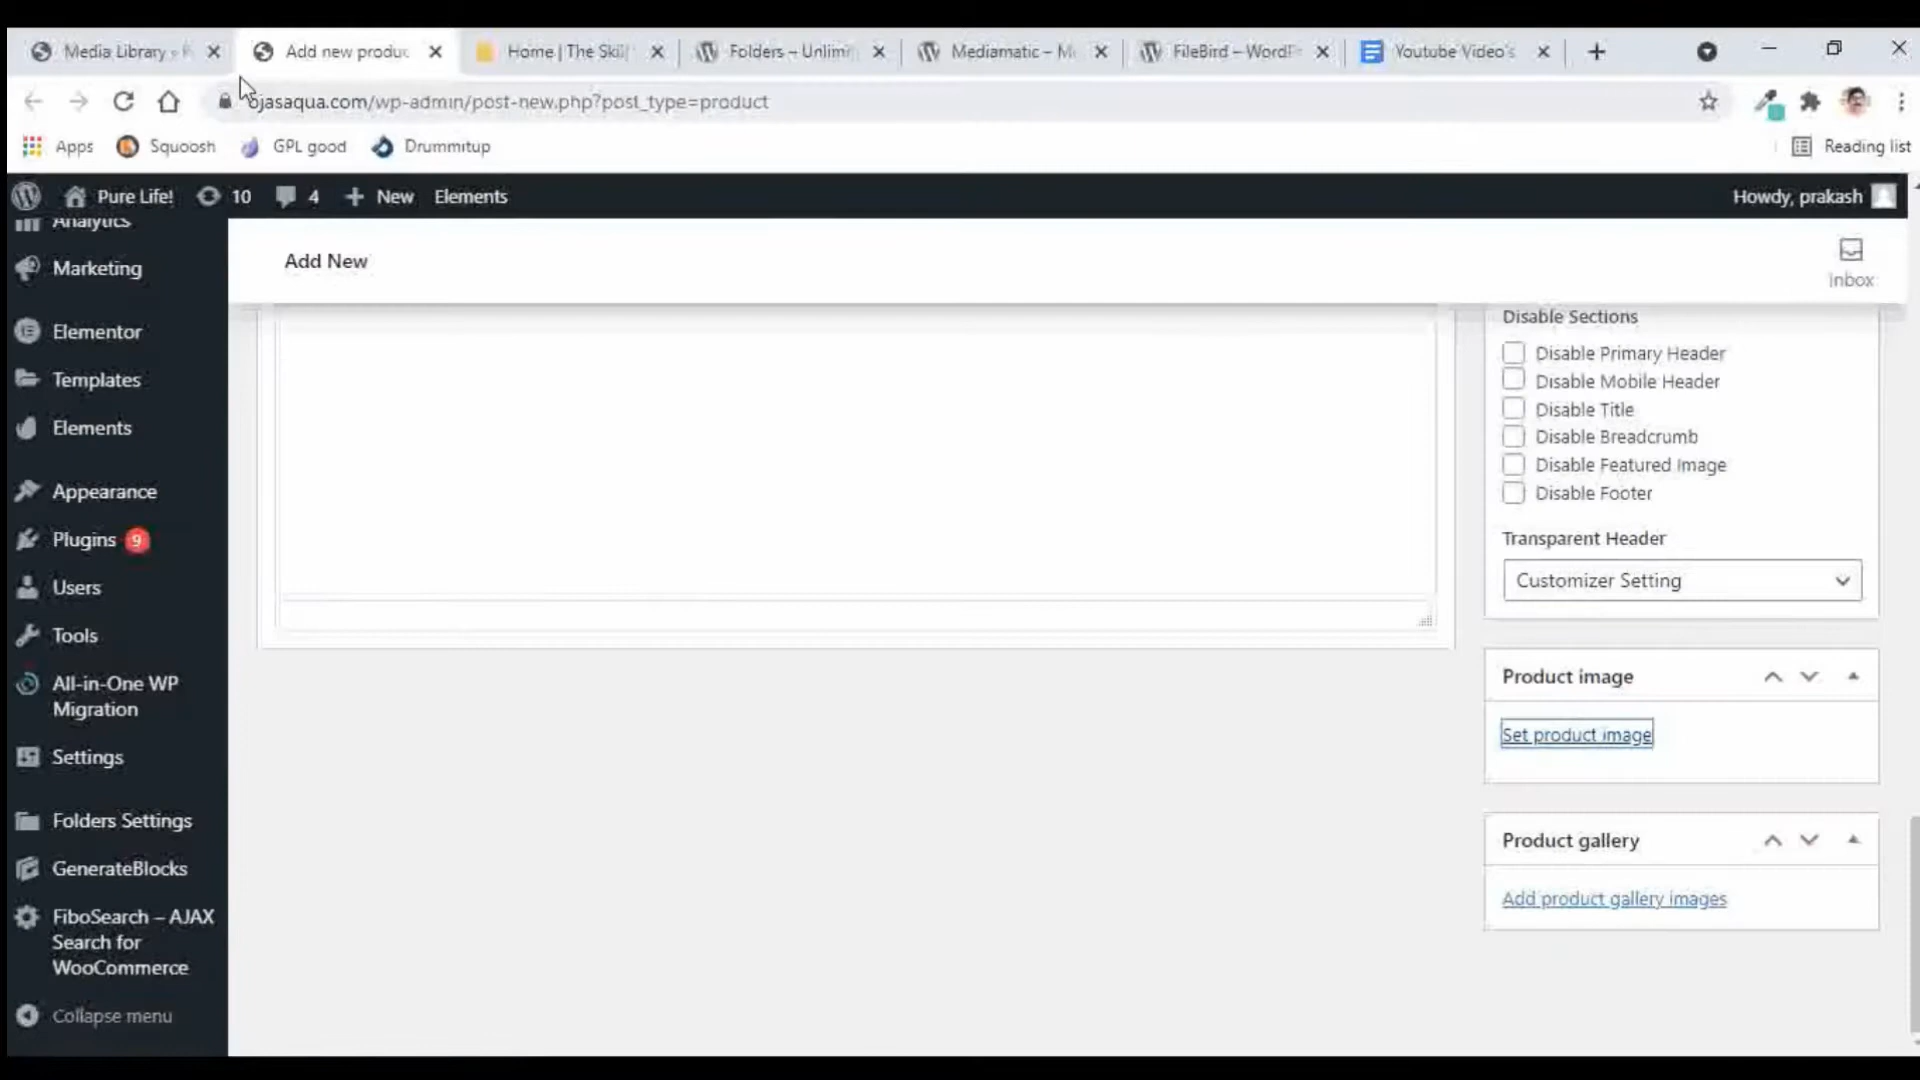 Media Library ‹ P
Add new produc
Home | The Skil
Folders – Unlimi
Mediamatic – M
FileBird – WordP
Youtube Video's
ojasaqua.com/wp-admin/post-new.php?post_type=product
Apps
Squoosh
GPL good
Drummitup
Reading list
Pure Life!
10
4
New
Elements
Howdy, prakash
Analytics
Marketing
Elementor
Templates
Elements
Appearance
Plugins 9
Users
Tools
All-in-One WP
Migration
Settings
Folders Settings
GenerateBlocks
FiboSearch – AJAX
Search for
WooCommerce
Collapse menu
Add New
Inbox
Disable Sections
Disable Primary Header
Disable Mobile Header
Disable Title
Disable Breadcrumb
Disable Featured Image
Disable Footer
Transparent Header
Customizer Setting
Product image
Set product image
Product gallery
Add product gallery images